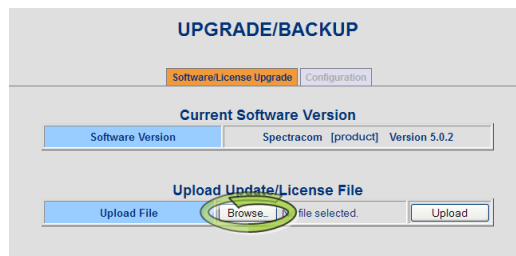 UPGRADE/BACKUP
Software/License Upgrade Configuration
Current Software Version
Software Version Spectracom [product] Version 5.0.2
Upload Update/License File
Upload File Browse_ file selected. Upload